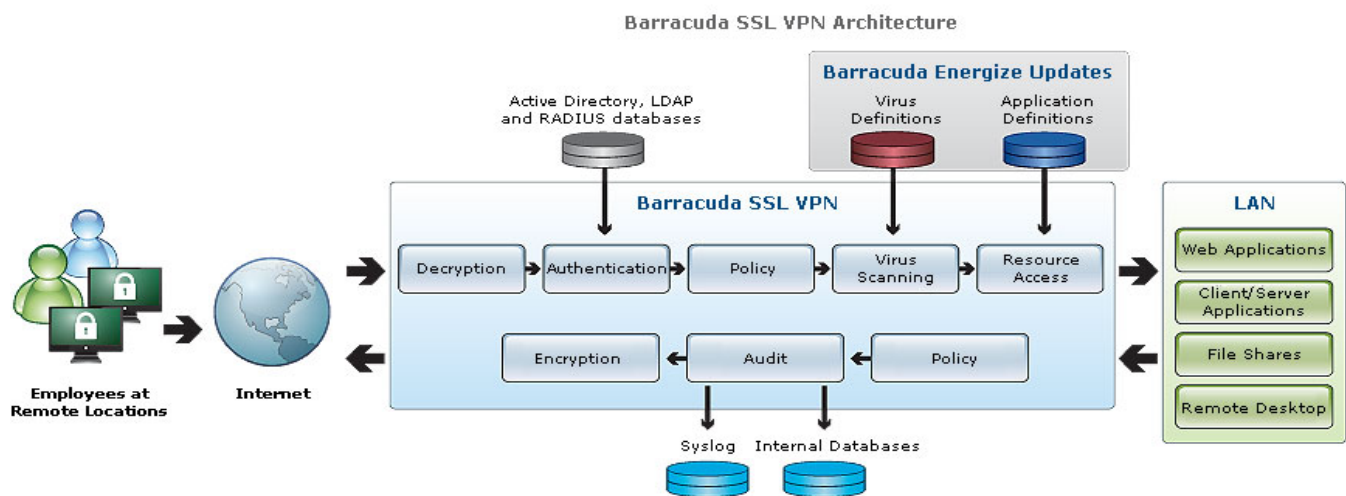 Barracuda SSL VPN Architecture
Barracuda Energize Updates
Active Directory, LDAP
and RADIUS databases
Virus
Definitions
Application
Definitions
Barracuda SSL VPN
LAN
Decryption
Authentication
Policy
Virus
Scanning
Resource
Access
Web Applications
Client/Server
Applications
File Shares
Remote Desktop
Encryption
Audit
Policy
Employees at
Remote Locations
Internet
Syslog
Internal Databases